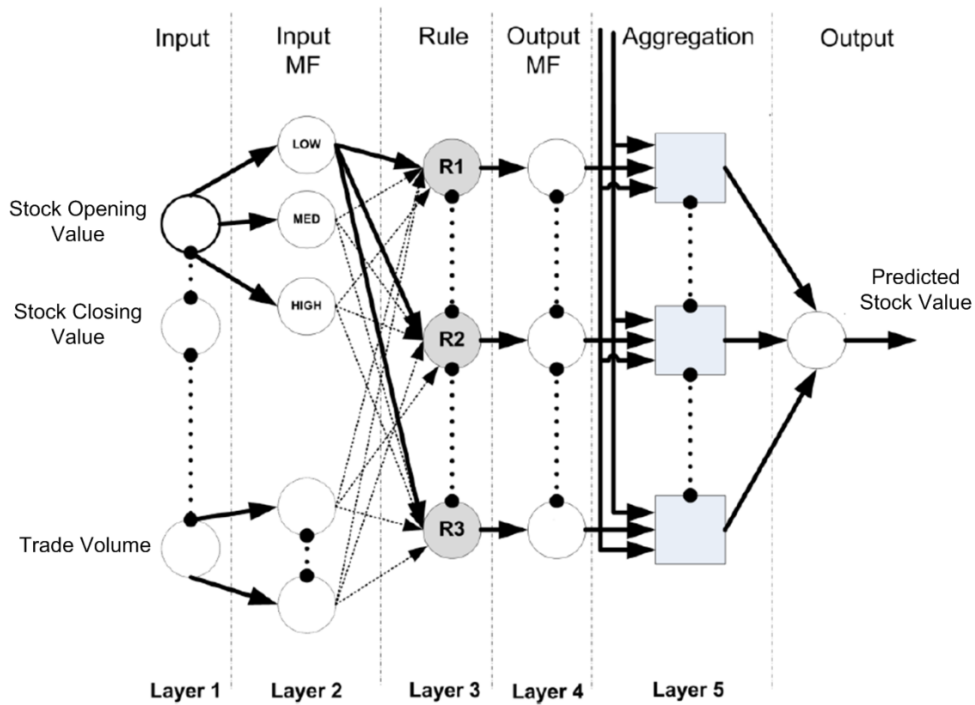 Input
Input
MF
Rule
Output
MF
Aggregation
Output
LOW
MED
HIGH
Stock Opening
Value
Stock Closing
Value
Trade Volume
R1
R2
R3
Predicted
Stock Value
Layer 1
Layer 2
Layer 3
Layer 4
Layer 5